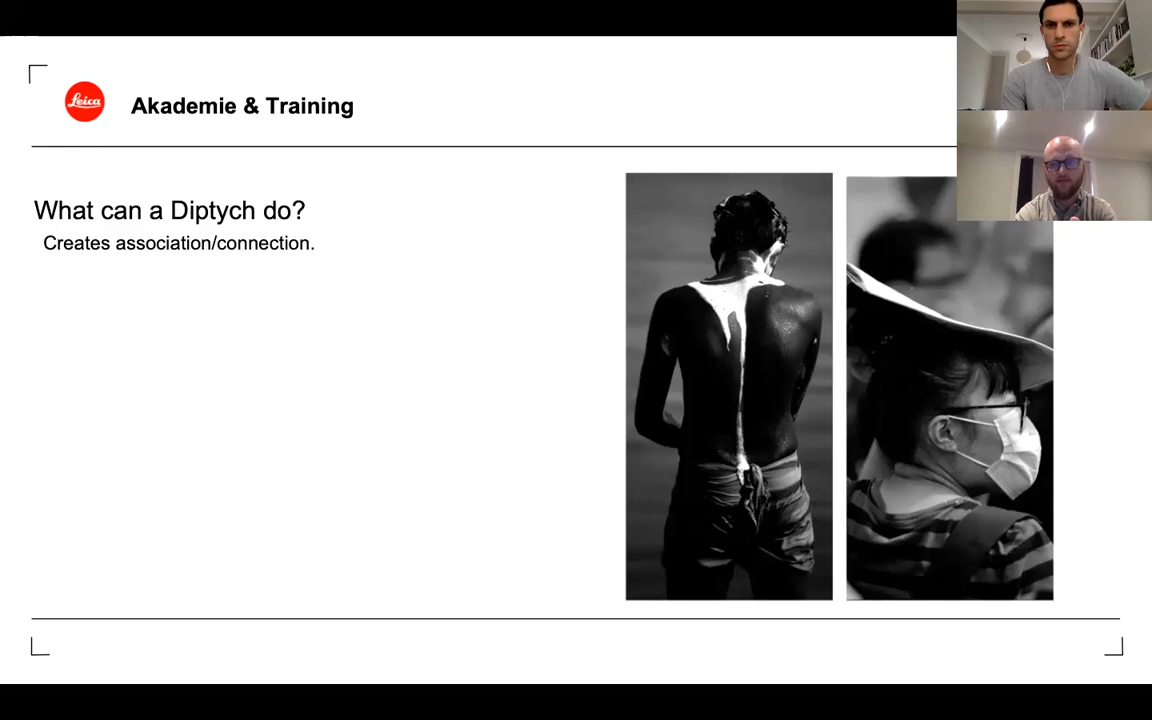 Leica
Akademie & Training
What can a Diptych do?
Creates association/connection.